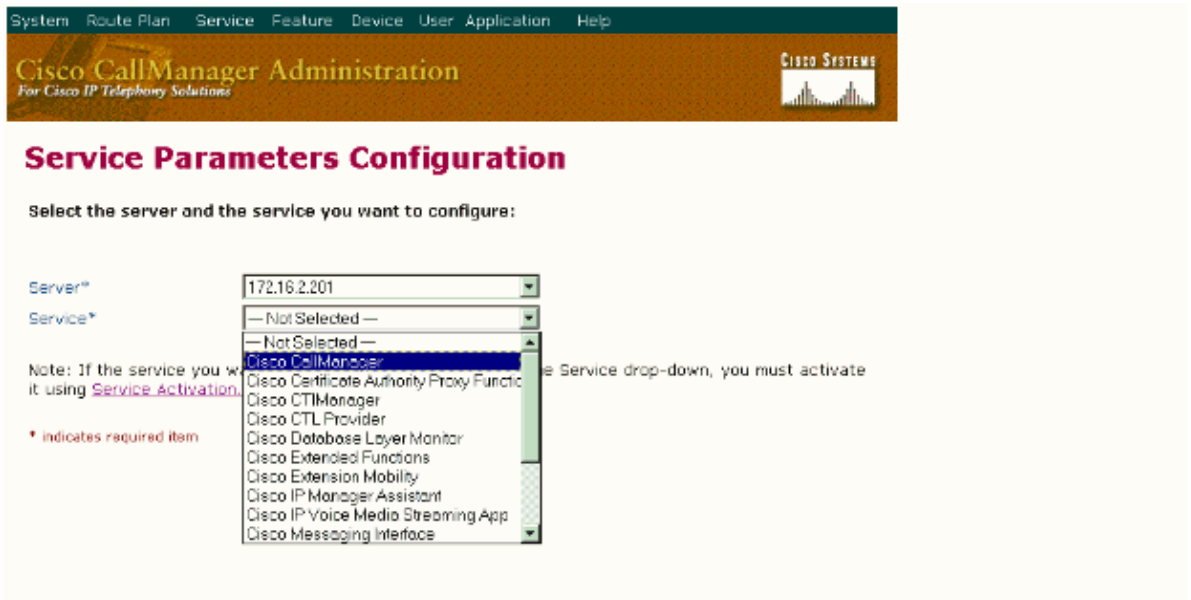 System Route Plan Service Feature Device User Application Help
Cisco CallManager Administration
For Cisco IP Telephony Solutions
CISCO SYSTEMS
Service Parameters Configuration
Select the server and the service you want to configure:
Server* 172.16.2.201
Service* — Not Selected —
— Not Selected —
Cisco CallManager
Cisco Certificate Authority Proxy Functio
Cisco CTIManager
Cisco CTL Provider
Cisco Database Layer Monitor
Cisco Extended Functions
Cisco Extension Mobility
Cisco IP Manager Assistant
Cisco IP Voice Media Streaming App
Cisco Messaging Interface
Note: If the service you w e Service drop-down, you must activate
it using Service Activation.
* indicates required item